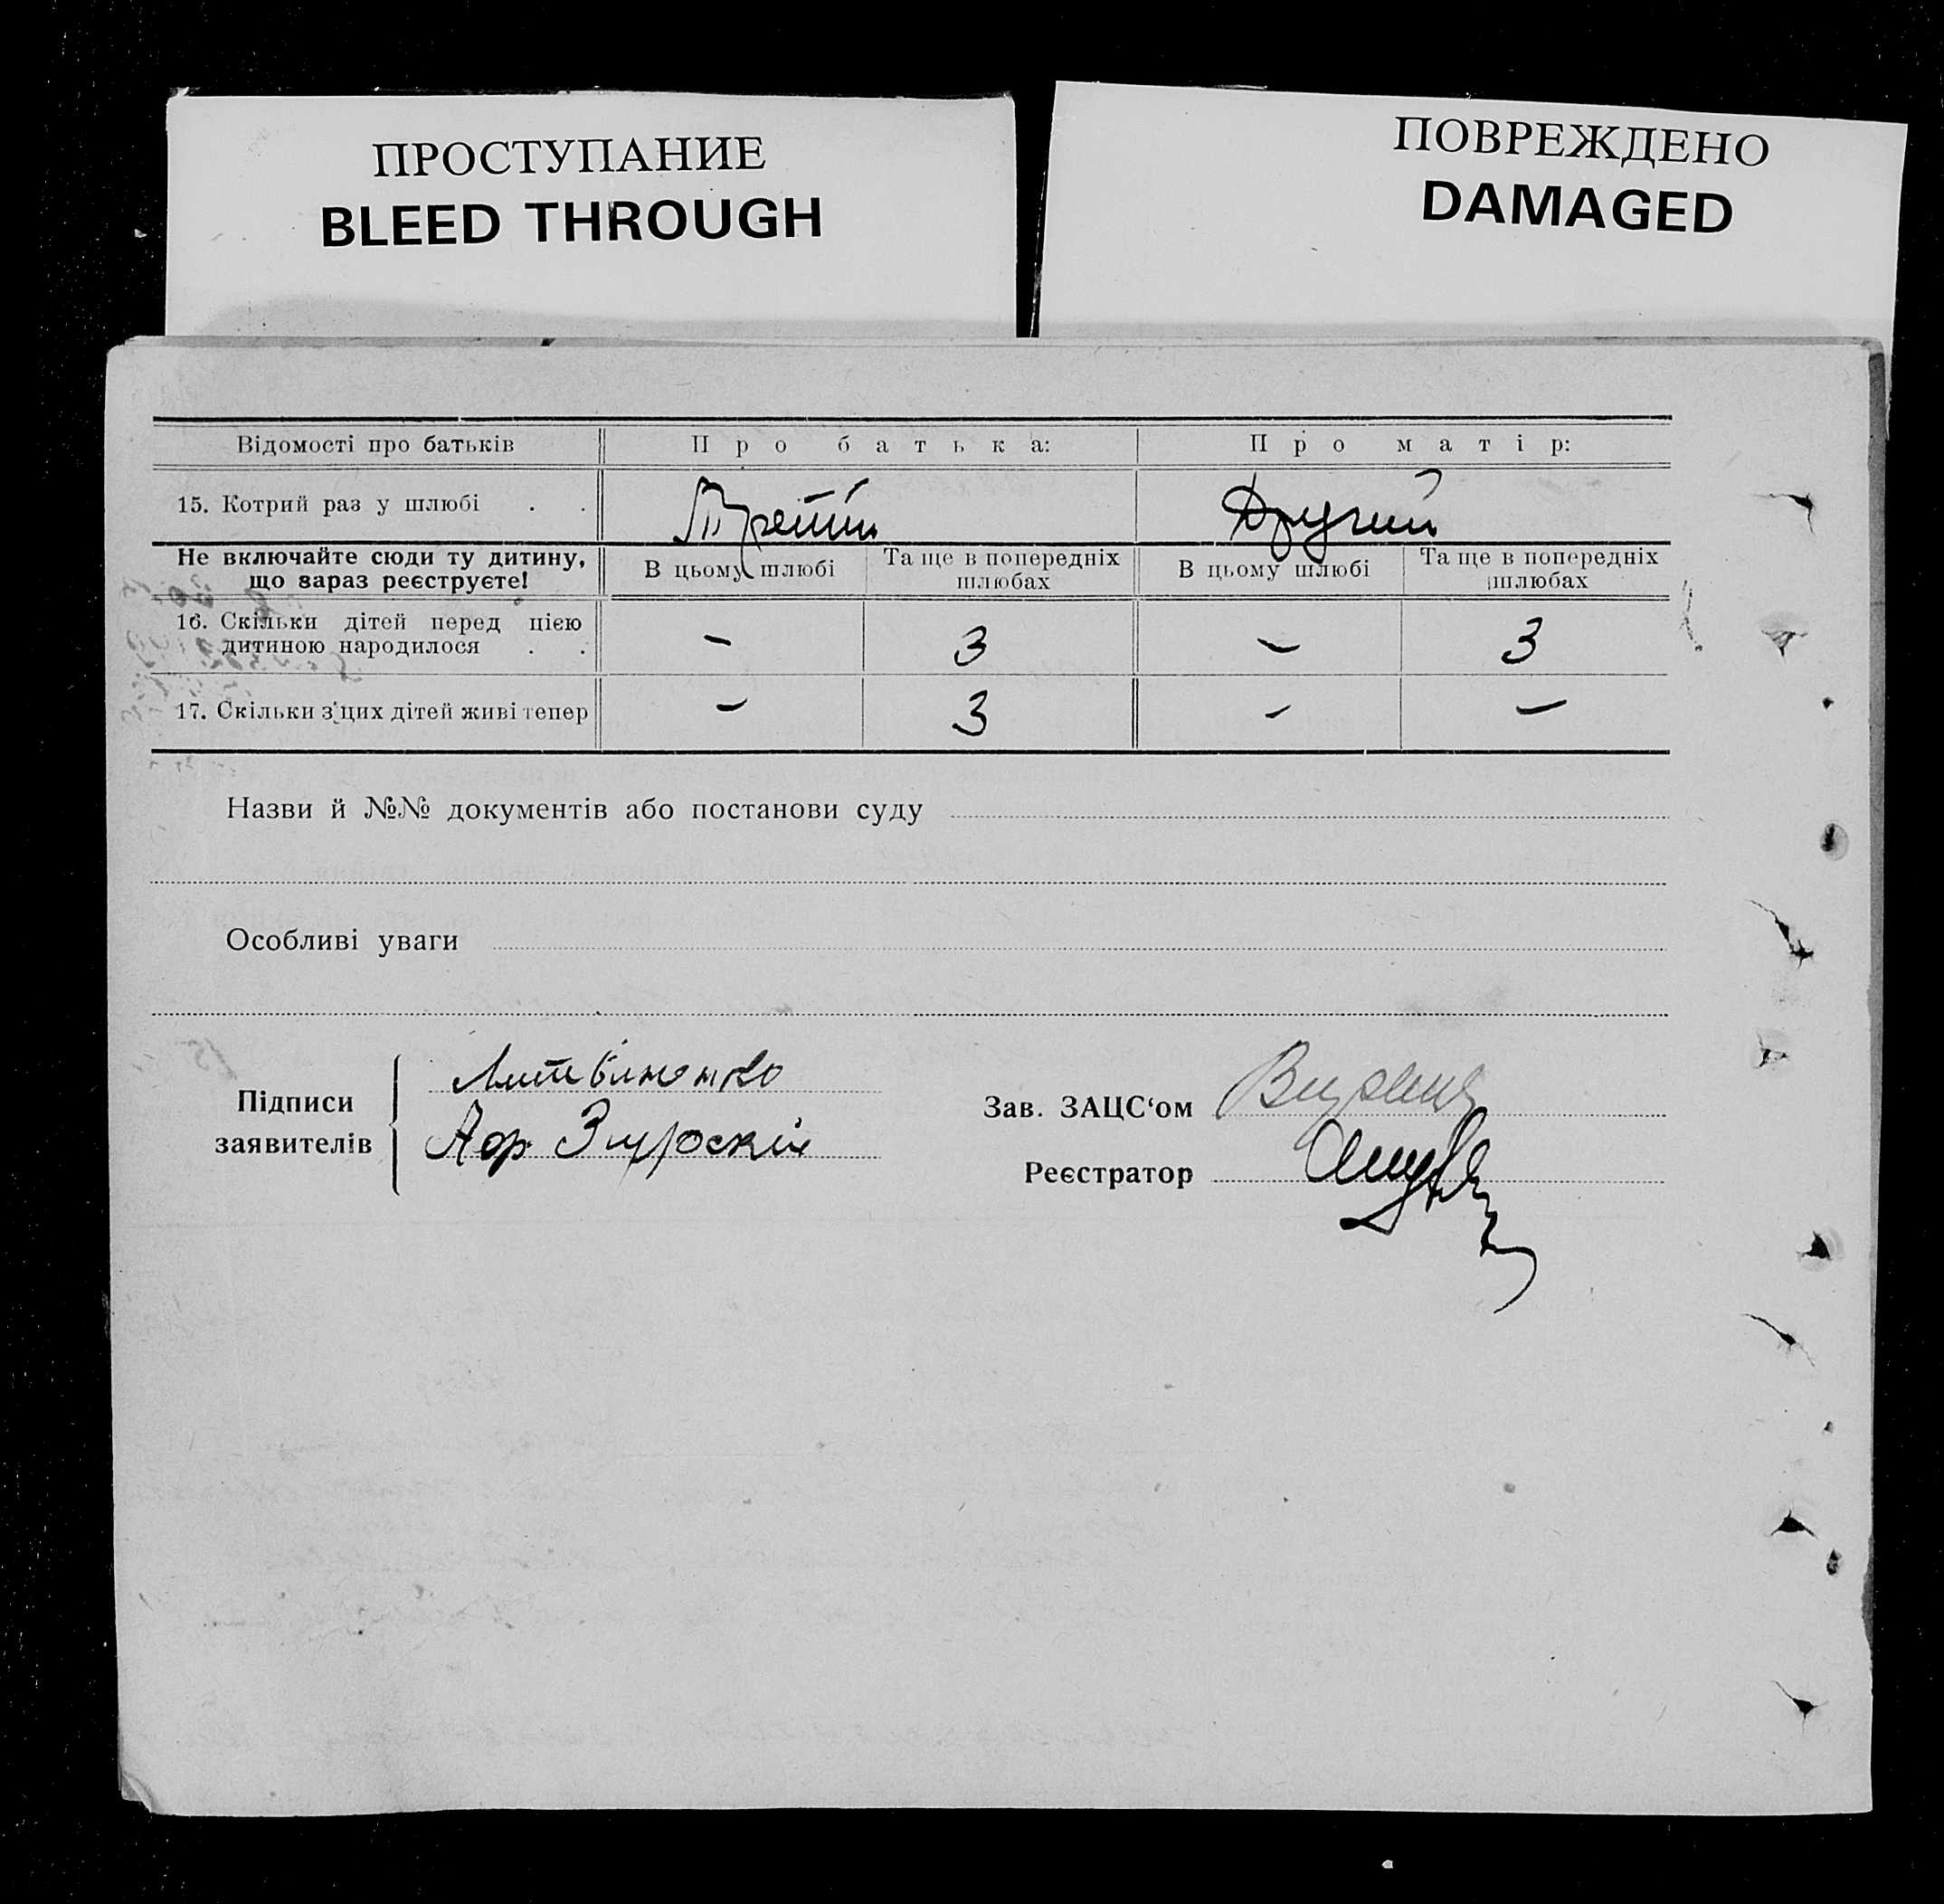 ПРОСТУПАНИЕ
BLEED THROUGH
ПОВРЕЖДЕНО
DAMAGED
Відомості про батьків Про батька: Про матір:
15. Котрий раз у шлюбі . . Третій Другий
Не включайте сюди ту дитину, що зараз реєструєте! В цьому шлюбі Та ще в попередніх шлюбах В цьому шлюбі Та ще в попередніх шлюбах
16. Скільки дітей перед цією дитиною народилося . . – 3 – 3
17. Скільки з цих дітей живі тепер – 3 – –
Назви й №№ документів або постанови суду
Особливі уваги
Підписи заявителів
Зав. ЗАЦС‘ом
Реєстратор